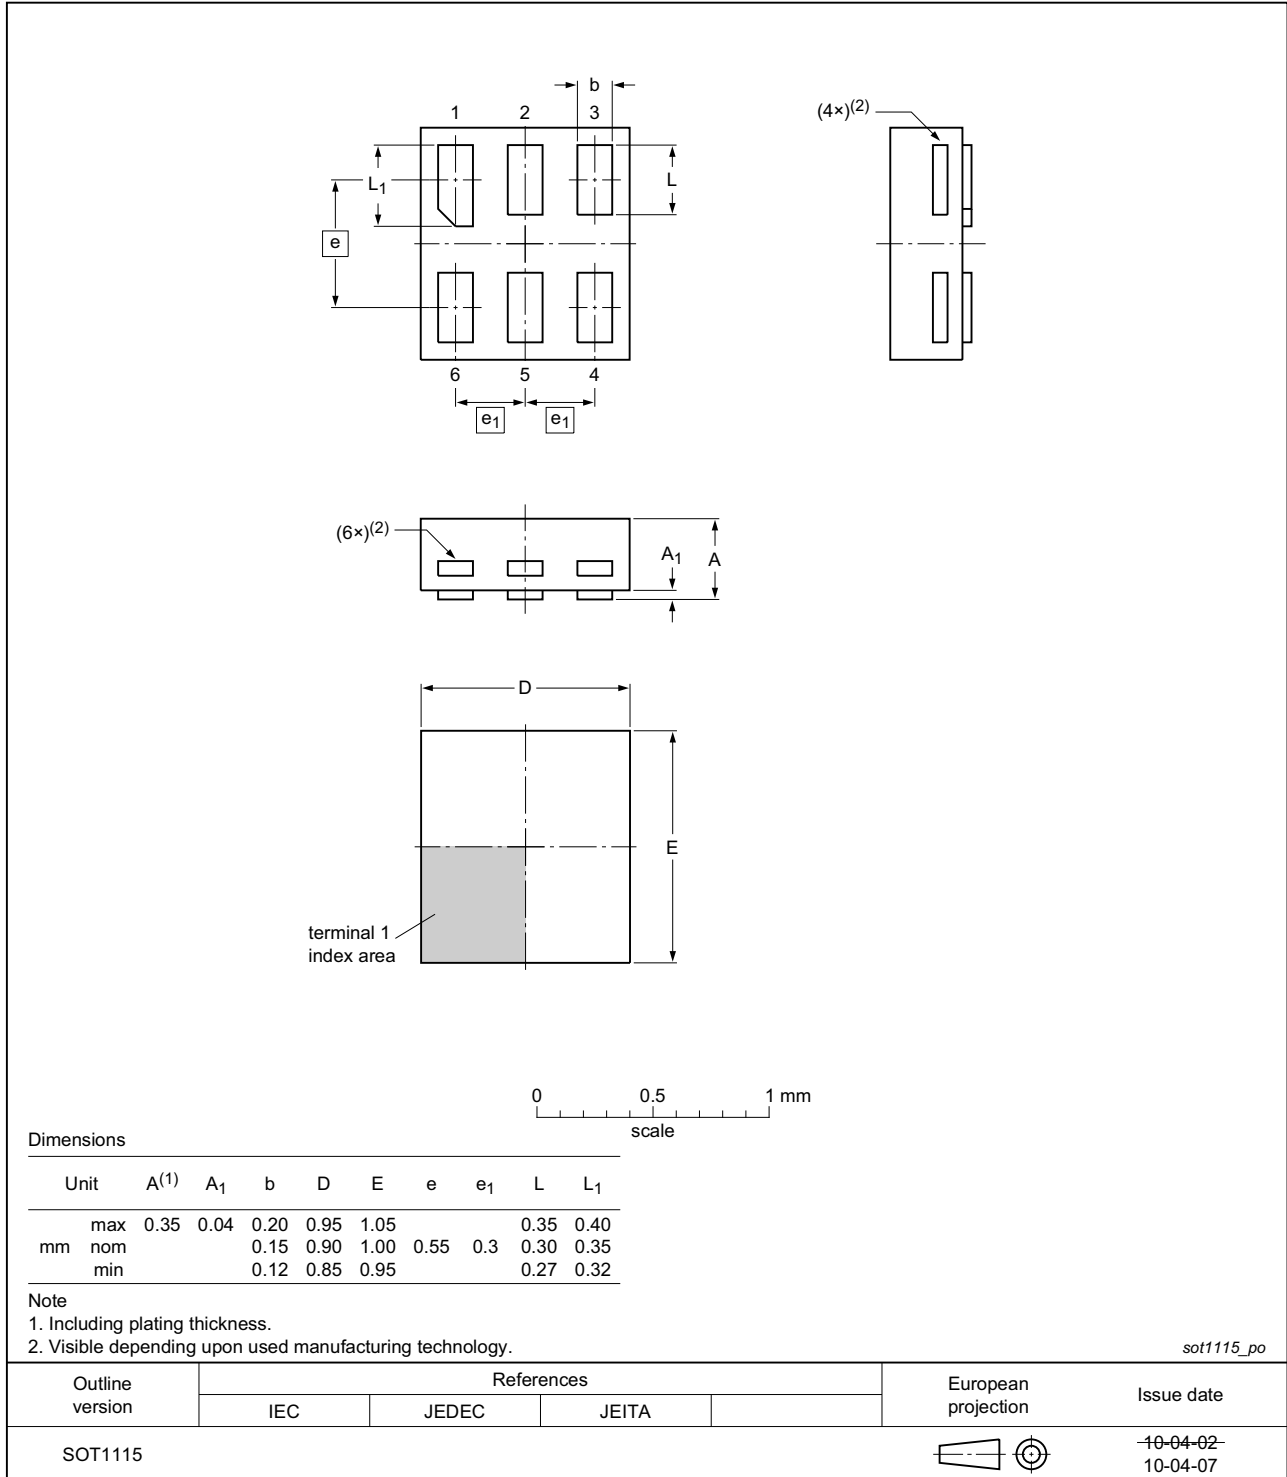 b
1 2 3
(4×)(2)
L1
L
e
6 5 4
e1 e1
(6×)(2)
A1 A
D
E
terminal 1
index area
0 0.5 1 mm
scale
Dimensions
Unit A(1) A1 b D E e e1 L L1
max 0.35 0.04 0.20 0.95 1.05 0.35 0.40
mm nom 0.15 0.90 1.00 0.55 0.3 0.30 0.35
min 0.12 0.85 0.95 0.27 0.32
Note
1. Including plating thickness.
2. Visible depending upon used manufacturing technology.
sot1115_po
Outline
version
References
IEC JEDEC JEITA
European
projection
Issue date
SOT1115
10-04-02
10-04-07